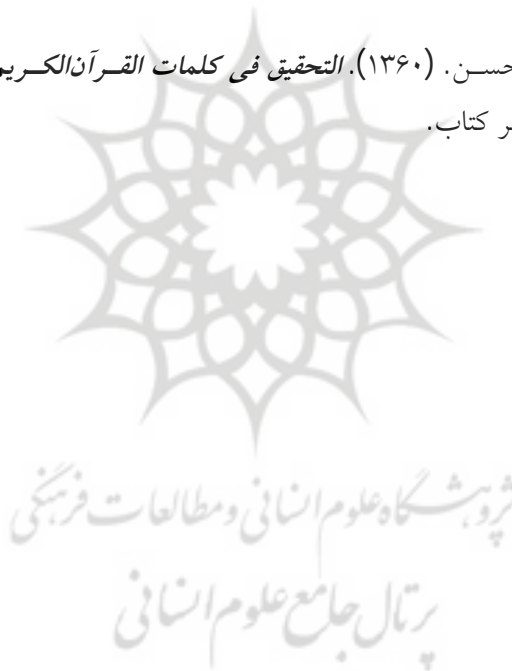 حسن. (۱۳۶۰). التحقیق فی کلمات القرآن‌الکریم
ر کتاب.
پژوهشگاه علوم انسانی و مطالعات فرهنگی
پرتال جامع علوم انسانی